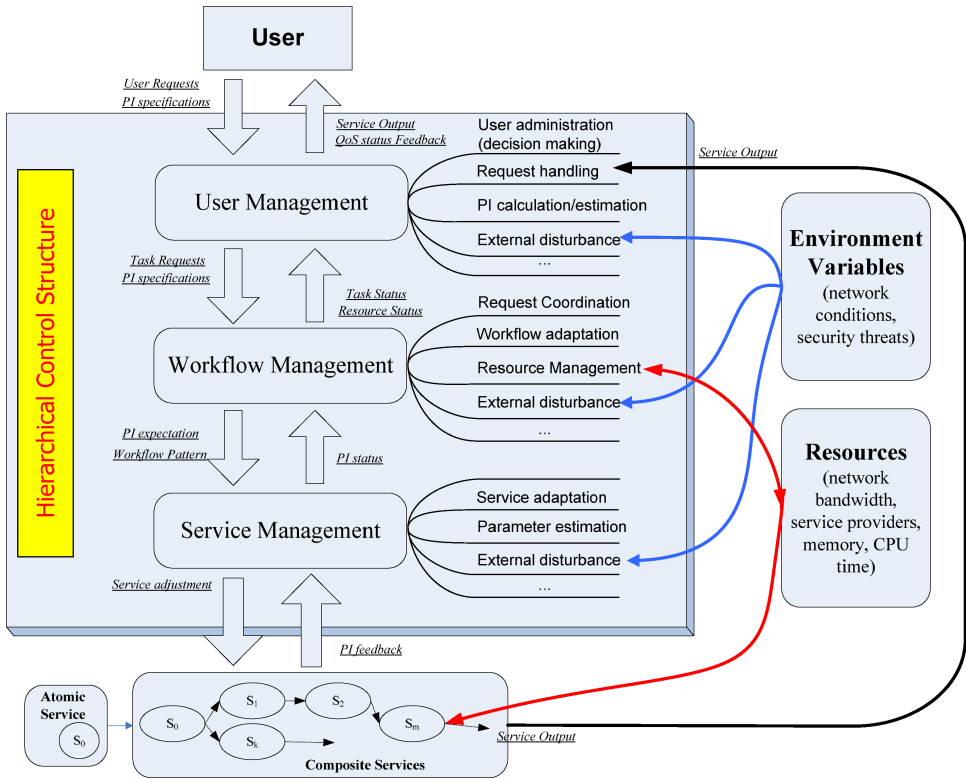 User
User Requests
PI specifications
Service Output
QoS status Feedback
Hierarchical Control Structure
User Management
User administration
(decision making)
Request handling
PI calculation/estimation
External disturbance
...
Service Output
Task Requests
PI specifications
Task Status
Resource Status
Workflow Management
Request Coordination
Workflow adaptation
Resource Management
External disturbance
...
PI expectation
Workflow Pattern
PI status
Service Management
Service adaptation
Parameter estimation
External disturbance
...
Service adjustment
PI feedback
Environment
Variables
(network
conditions,
security threats)
Resources
(network
bandwidth,
service providers,
memory, CPU
time)
Atomic
Service
S0
S0
S1
S2
Sk
Sm
Composite Services
Service Output